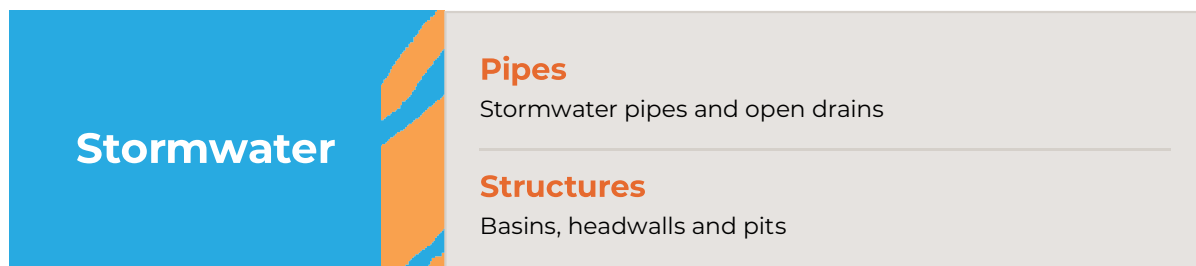 Stormwater
Pipes
Stormwater pipes and open drains
Structures
Basins, headwalls and pits